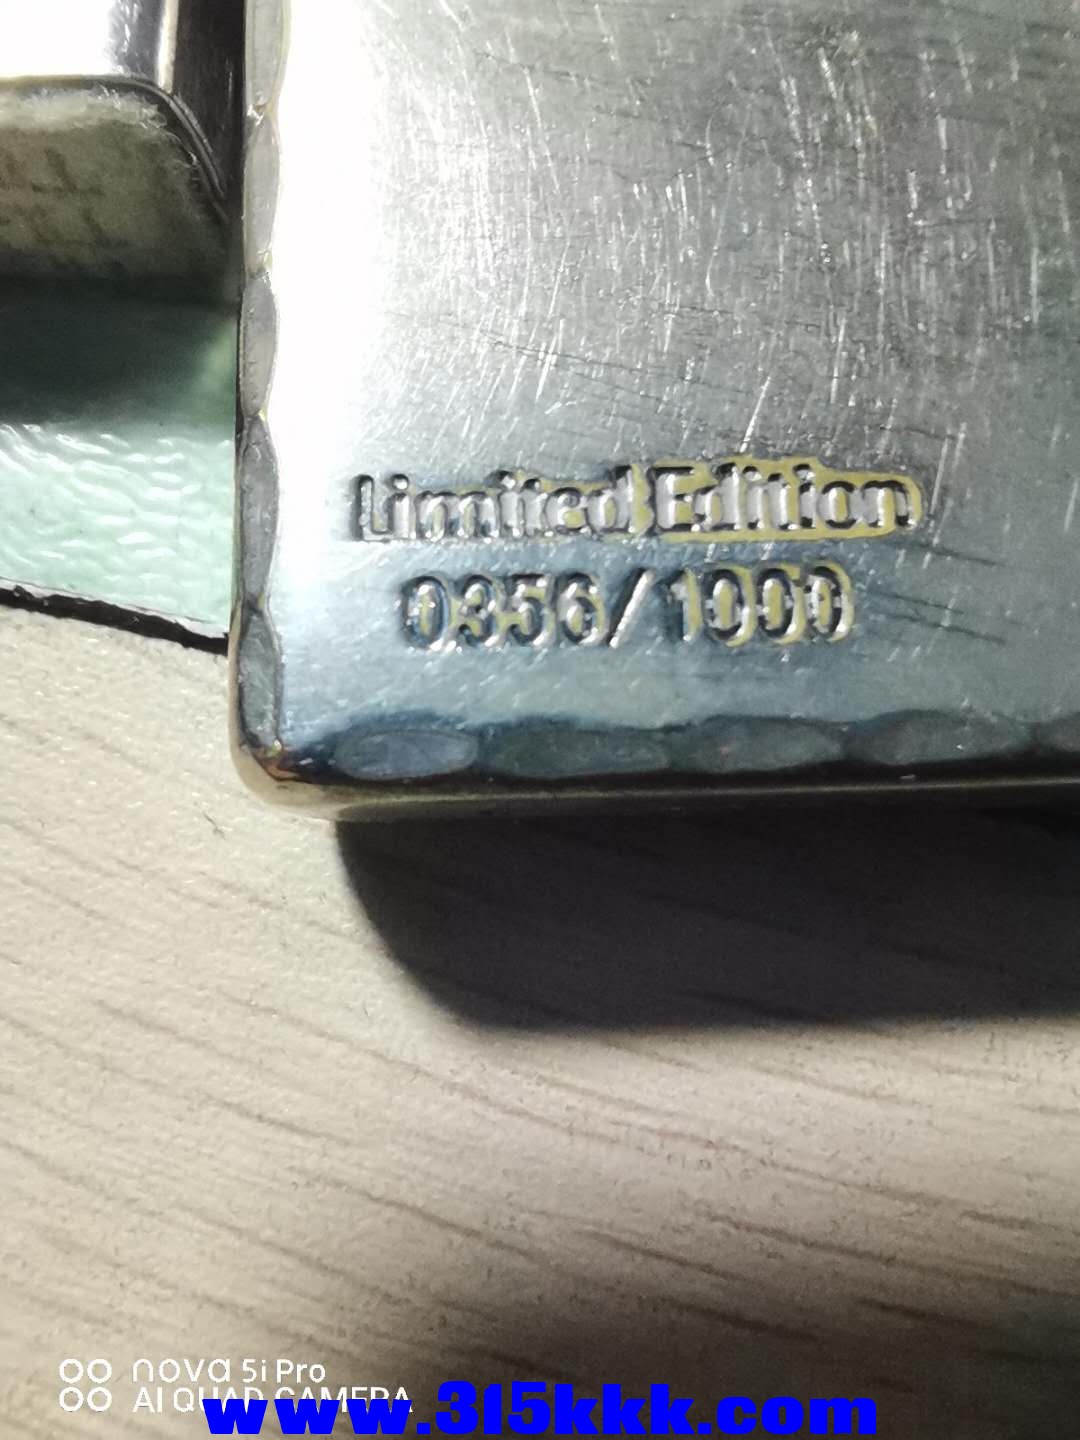 Limited Edition
0356/1000
nova 5i Pro
AI QUAD CAMERA
www.315kkk.com